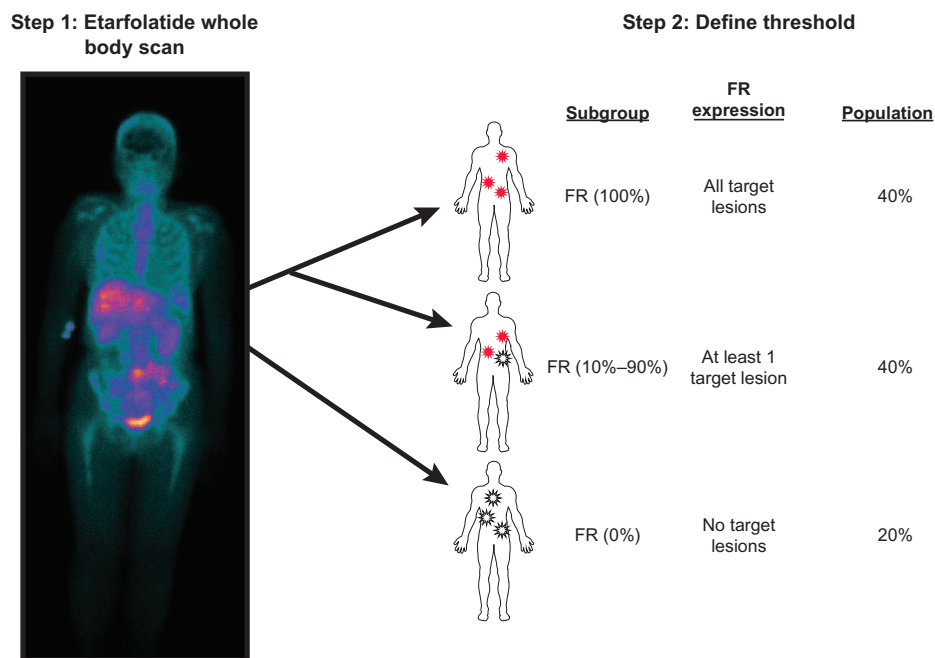 Step 1: Etarfolatide whole
body scan
Step 2: Define threshold
Subgroup
FR
expression
Population
FR (100%)
All target
lesions
40%
FR (10%–90%)
At least 1
target lesion
40%
FR (0%)
No target
lesions
20%